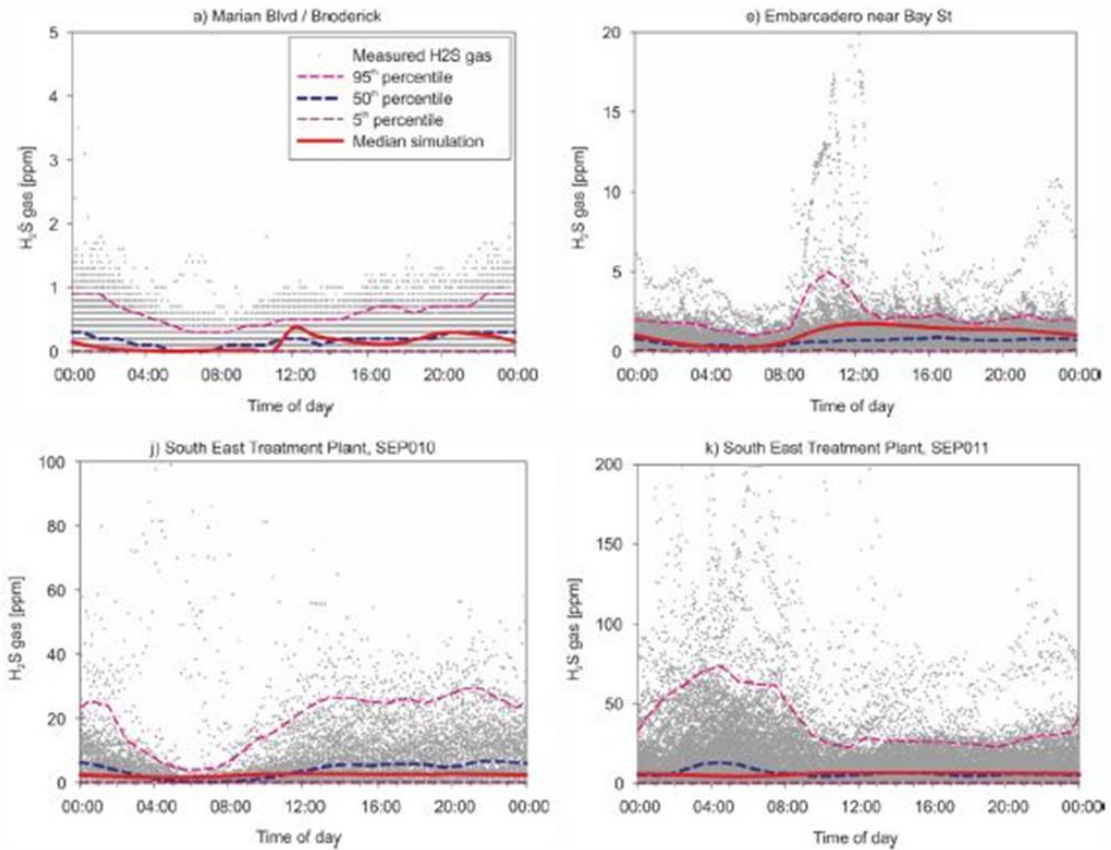 a) Marian Blvd / Broderick
H2S gas [ppm]
5
4
3
2
1
0
Measured H2S gas
95th percentile
50th percentile
5th percentile
Median simulation
00:00 04:00 08:00 12:00 16:00 20:00 00:00
Time of day
e) Embarcadero near Bay St
H2S gas [ppm]
20
15
10
5
0
00:00 04:00 08:00 12:00 16:00 20:00 00:00
Time of day
j) South East Treatment Plant, SEP010
H2S gas [ppm]
100
80
60
40
20
0
00:00 04:00 08:00 12:00 16:00 20:00 00:00
Time of day
k) South East Treatment Plant, SEP011
H2S gas [ppm]
200
150
100
50
0
00:00 04:00 08:00 12:00 16:00 20:00 00:00
Time of day